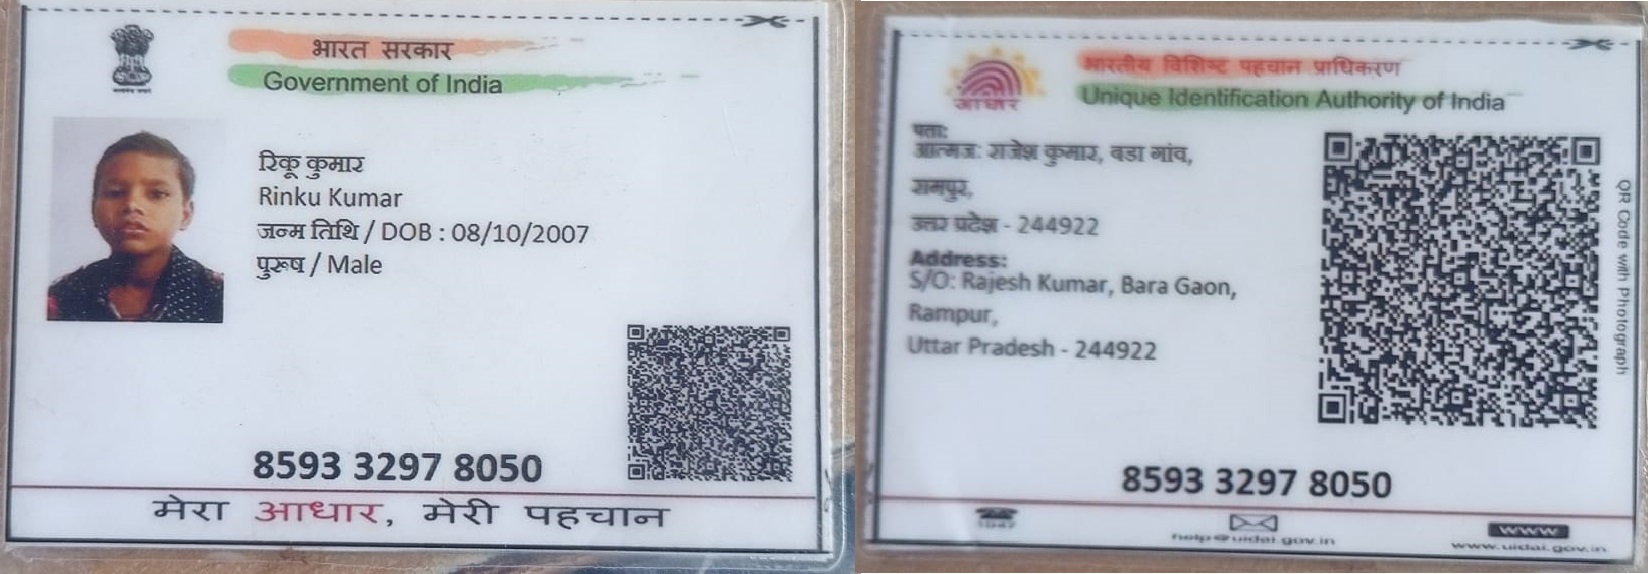 भारत सरकार
Government of India
रिंकू कुमार
Rinku Kumar
जन्म तिथि / DOB : 08/10/2007
पुरूष / Male
8593 3297 8050
मेरा आधार, मेरी पहचान
भारतीय विशिष्ट पहचान प्राधिकरण
आधार
Unique Identification Authority of India
पता:
आत्मज: राजेश कुमार, बडा गांव,
रामपुर,
उत्तर प्रदेश - 244922
Address:
S/O: Rajesh Kumar, Bara Gaon,
Rampur,
Uttar Pradesh - 244922
QR Code with Photograph
8593 3297 8050
1947
help@uidai.gov.in
www
www.uidai.gov.in